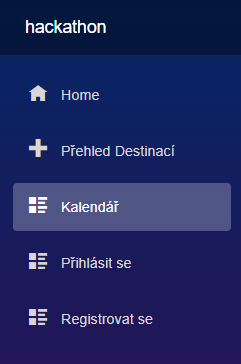 hackathon
Home
Přehled Destinací
Kalendář
Přihlásit se
Registrovat se